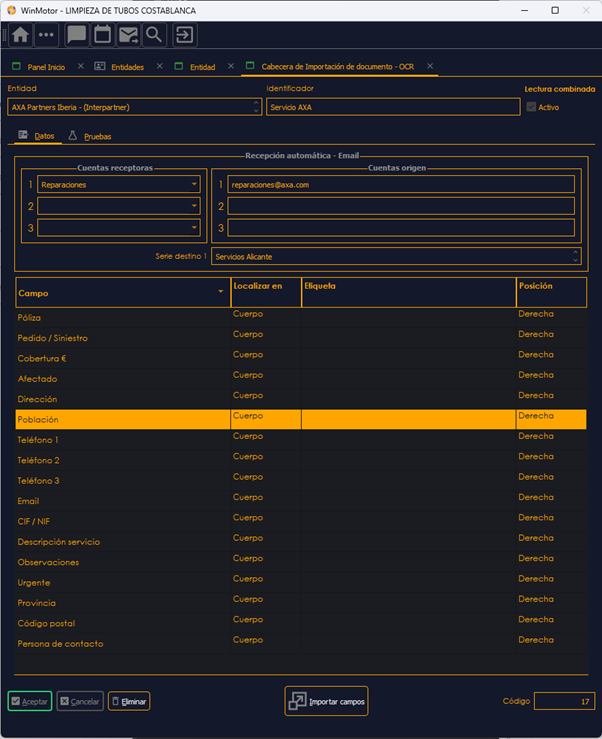 WinMotor - LIMPIEZA DE TUBOS COSTABLANCA
Panel Inicio
Entidades
Entidad
Cabecera de Importación de documento - OCR
Entidad
Identificador
Lectura combinada
AXA Partners Iberia - (Interpartner)
Servicio AXA
Activo
Datos
Pruebas
Recepción automática - Email
Cuentas receptoras
Cuentas origen
1 Reparaciones
1 reparaciones@axa.com
2
2
3
3
Serie destino 1 Servicios Alicante
Campo Localizar en Etiqueta Posición
Póliza Cuerpo Derecha
Pedido / Siniestro Cuerpo Derecha
Cobertura € Cuerpo Derecha
Afectado Cuerpo Derecha
Dirección Cuerpo Derecha
Población Cuerpo Derecha
Teléfono 1 Cuerpo Derecha
Teléfono 2 Cuerpo Derecha
Teléfono 3 Cuerpo Derecha
Email Cuerpo Derecha
CIF / NIF Cuerpo Derecha
Descripción servicio Cuerpo Derecha
Observaciones Cuerpo Derecha
Urgente Cuerpo Derecha
Provincia Cuerpo Derecha
Código postal Cuerpo Derecha
Persona de contacto Cuerpo Derecha
Aceptar
Cancelar
Eliminar
Importar campos
Código 17